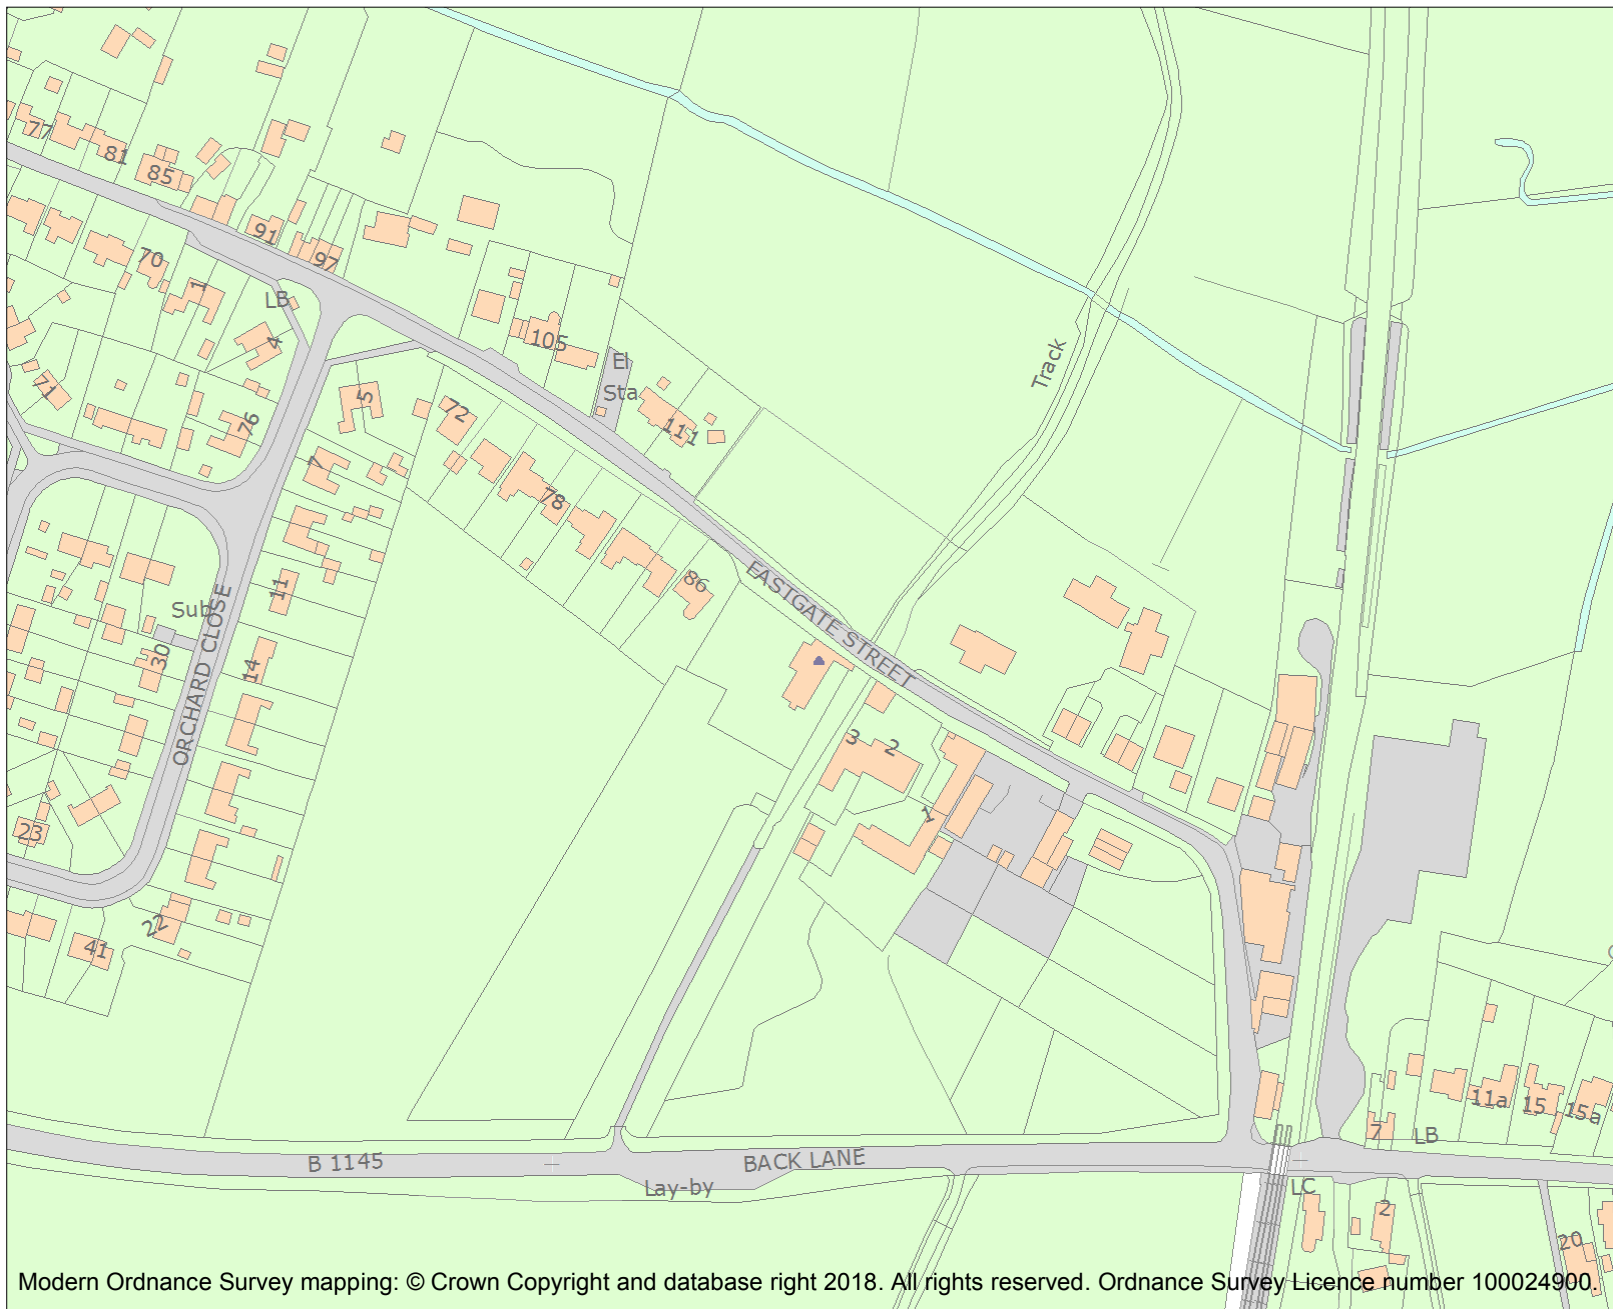 77
81
85
91
97
70
1
LB
4
105
El
Sta
111
Track
71
76
5
72
7
78
86
11
Sub
30
14
ORCHARD CLOSE
EASTGATE STREET
3
2
1
23
22
41
11a
15
15a
7
LB
B 1145
BACK LANE
Lay-by
LC
2
20
Modern Ordnance Survey mapping: © Crown Copyright and database right 2018. All rights reserved. Ordnance Survey Licence number 100024900.